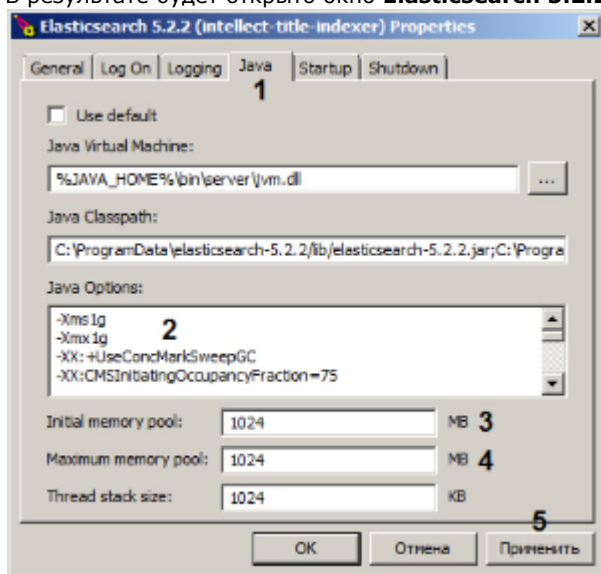 В результате будет открыто окно Elasticsearch 5.2.2
Elasticsearch 5.2.2 (intellect-title-indexer) Properties
General Log On Logging Java Startup Shutdown
1
Use default
Java Virtual Machine:
%JAVA_HOME%\bin\server\jvm.dll ...
Java Classpath:
C:\ProgramData\elasticsearch-5.2.2/lib/elasticsearch-5.2.2.jar;C:\Progra
Java Options:
-Xms1g
2
-Xmx1g
-XX:+UseConcMarkSweepGC
-XX:CMSInitiatingOccupancyFraction=75
Initial memory pool: 1024 MB 3
Maximum memory pool: 1024 MB 4
Thread stack size: 1024 KB
5
OK Отмена Применить